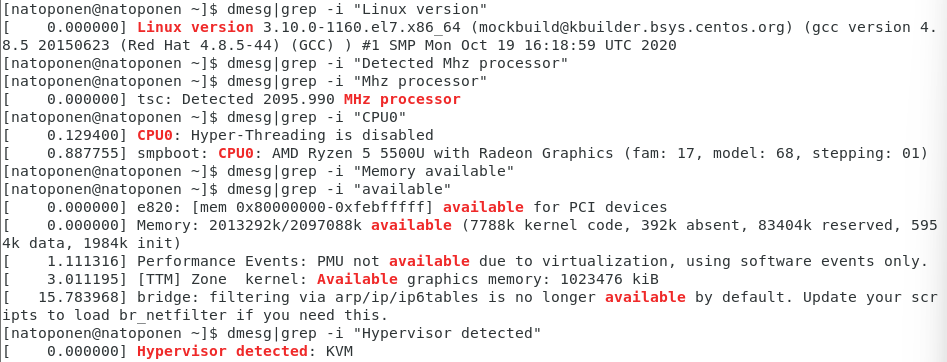 [natoponen@natoponen ~]$ dmesg|grep -i "Linux version"
[    0.000000] Linux version 3.10.0-1160.el7.x86_64 (mockbuild@kbuilder.bsys.centos.org) (gcc version 4.
8.5 20150623 (Red Hat 4.8.5-44) (GCC) ) #1 SMP Mon Oct 19 16:18:59 UTC 2020
[natoponen@natoponen ~]$ dmesg|grep -i "Detected Mhz processor"
[natoponen@natoponen ~]$ dmesg|grep -i "Mhz processor"
[    0.000000] tsc: Detected 2095.990 MHz processor
[natoponen@natoponen ~]$ dmesg|grep -i "CPU0"
[    0.129400] CPU0: Hyper-Threading is disabled
[    0.887755] smpboot: CPU0: AMD Ryzen 5 5500U with Radeon Graphics (fam: 17, model: 68, stepping: 01)
[natoponen@natoponen ~]$ dmesg|grep -i "Memory available"
[natoponen@natoponen ~]$ dmesg|grep -i "available"
[    0.000000] e820: [mem 0x80000000-0xfebfffff] available for PCI devices
[    0.000000] Memory: 2013292k/2097088k available (7788k kernel code, 392k absent, 83404k reserved, 595
4k data, 1984k init)
[    1.111316] Performance Events: PMU not available due to virtualization, using software events only.
[    3.011195] [TTM] Zone  kernel: Available graphics memory: 1023476 kiB
[   15.783968] bridge: filtering via arp/ip/ip6tables is no longer available by default. Update your scr
ipts to load br_netfilter if you need this.
[natoponen@natoponen ~]$ dmesg|grep -i "Hypervisor detected"
[    0.000000] Hypervisor detected: KVM